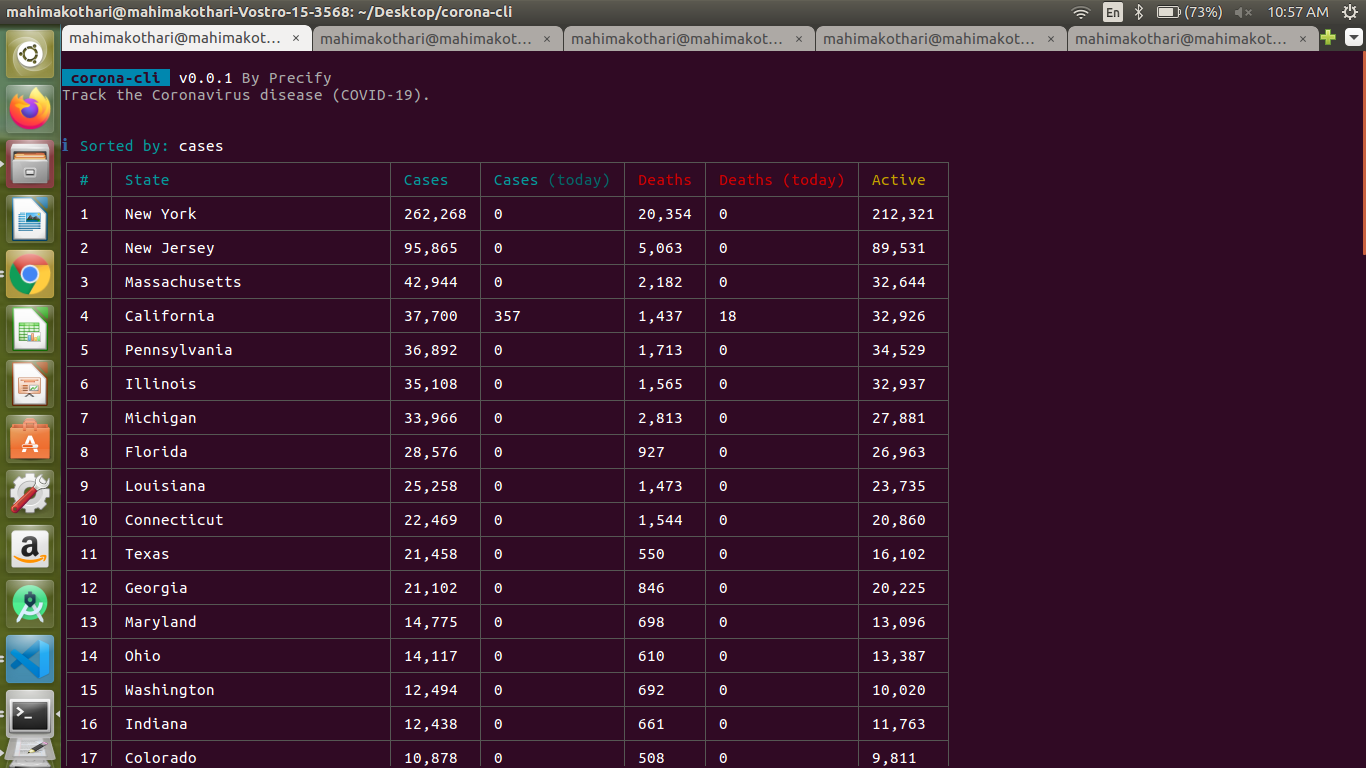 mahimakothari@mahimakothari-Vostro-15-3568: ~/Desktop/corona-cli En (73%) 10:57 AM
mahimakothari@mahimakot... × mahimakothari@mahimakot... × mahimakothari@mahimakot... × mahimakothari@mahimakot... × mahimakothari@mahimakot... ×
corona-cli v0.0.1 By Precify
Track the Coronavirus disease (COVID-19).
ℹ Sorted by: cases
# State Cases Cases (today) Deaths Deaths (today) Active
1 New York 262,268 0 20,354 0 212,321
2 New Jersey 95,865 0 5,063 0 89,531
3 Massachusetts 42,944 0 2,182 0 32,644
4 California 37,700 357 1,437 18 32,926
5 Pennsylvania 36,892 0 1,713 0 34,529
6 Illinois 35,108 0 1,565 0 32,937
7 Michigan 33,966 0 2,813 0 27,881
8 Florida 28,576 0 927 0 26,963
9 Louisiana 25,258 0 1,473 0 23,735
10 Connecticut 22,469 0 1,544 0 20,860
11 Texas 21,458 0 550 0 16,102
12 Georgia 21,102 0 846 0 20,225
13 Maryland 14,775 0 698 0 13,096
14 Ohio 14,117 0 610 0 13,387
15 Washington 12,494 0 692 0 10,020
16 Indiana 12,438 0 661 0 11,763
17 Colorado 10,878 0 508 0 9,811